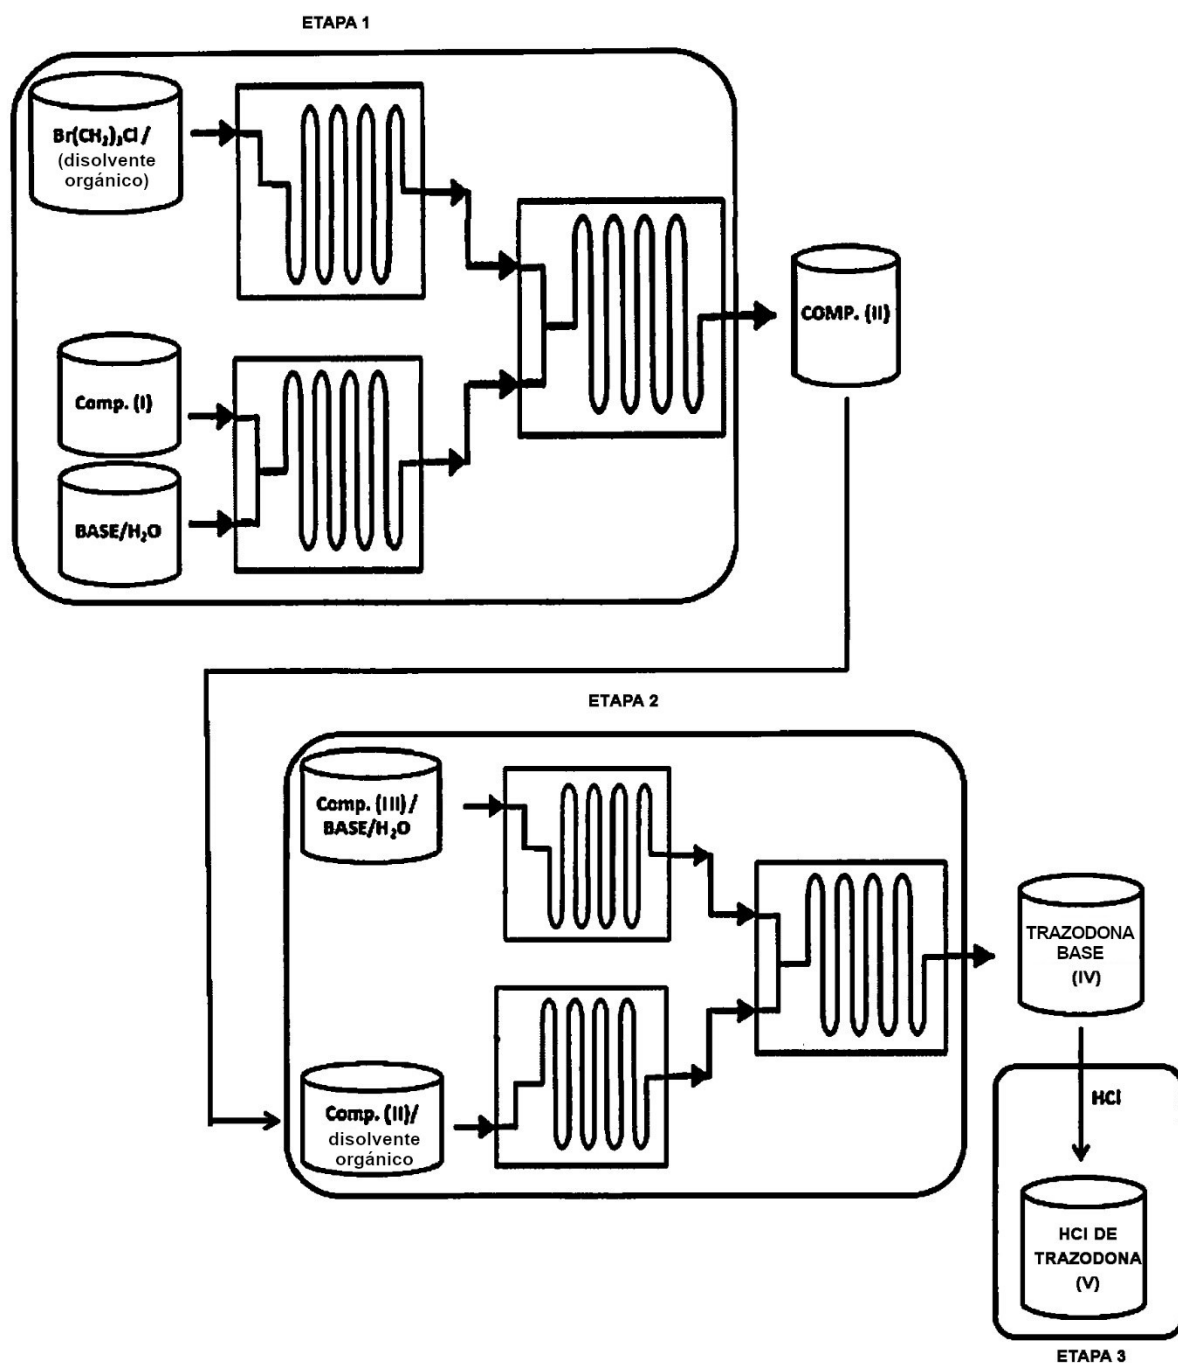 ETAPA 1
Br(CH₂)₃Cl /
(disolvente
orgánico)
Comp. (I)
BASE/H₂O
COMP. (II)
ETAPA 2
Comp. (III) /
BASE/H₂O
Comp. (II)/
disolvente
orgánico
TRAZODONA
BASE
(IV)
HCl
HCl DE
TRAZODONA
(V)
ETAPA 3